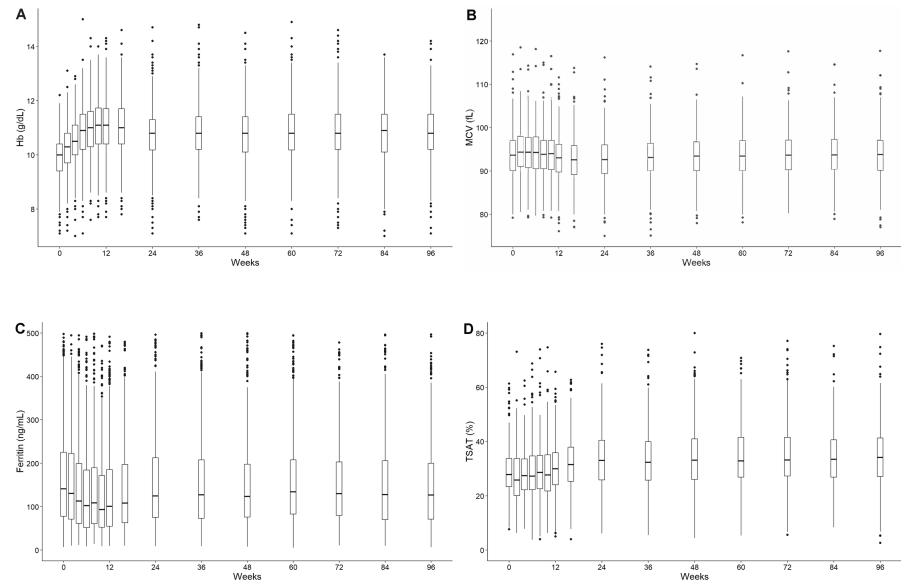 A
Hb (g/dL)
14
12
10
8
0 12 24 36 48 60 72 84 96
Weeks
B
MCV (fL)
120
110
100
90
80
0 12 24 36 48 60 72 84 96
Weeks
C
Ferritin (ng/mL)
500
400
300
200
100
0
0 12 24 36 48 60 72 84 96
Weeks
D
TSAT (%)
80
60
40
20
0
0 12 24 36 48 60 72 84 96
Weeks